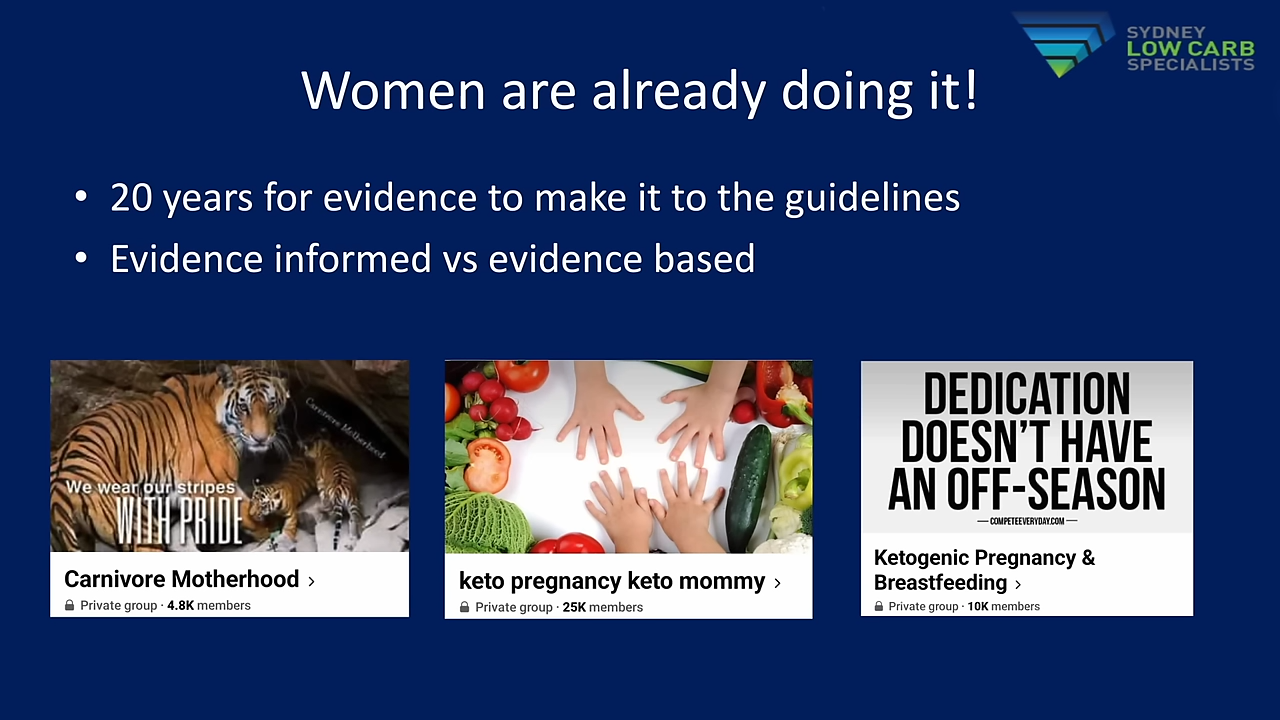 SYDNEY
LOW CARB
SPECIALISTS
Women are already doing it!
• 20 years for evidence to make it to the guidelines
• Evidence informed vs evidence based
Carnivore Motherhood
We wear our stripes
WITH PRIDE
Carnivore Motherhood ›
Private group · 4.8K members
keto pregnancy keto mommy ›
Private group · 25K members
DEDICATION
DOESN'T HAVE
AN OFF-SEASON
— COMPETEEVERYDAY.COM —
Ketogenic Pregnancy &
Breastfeeding ›
Private group · 10K members